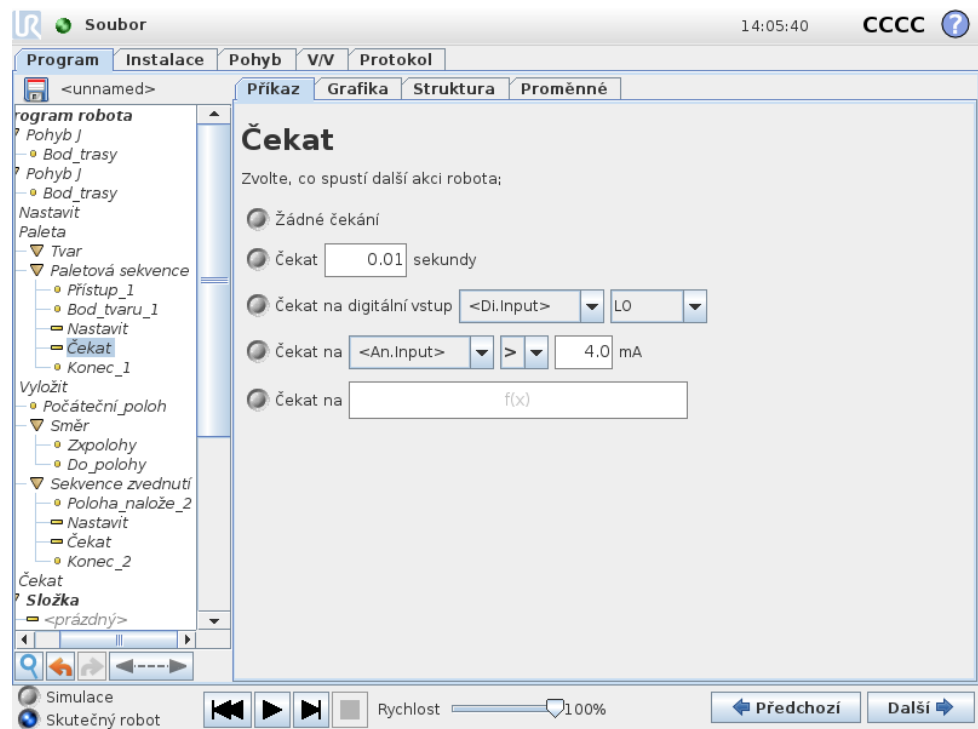 UR Soubor 14:05:40 CCCC ?
Program Instalace Pohyb V/V Protokol
<unnamed>
Příkaz Grafika Struktura Proměnné
rogram robota
Pohyb J
Bod_trasy
Pohyb J
Bod_trasy
Nastavit
Paleta
Tvar
Paletová sekvence
Přístup_1
Bod_tvaru_1
Nastavit
Čekat
Konec_1
Vyložit
Počáteční_poloh
Směr
Zxpolohy
Do_polohy
Sekvence zvednutí
Poloha_nalože_2
Nastavit
Čekat
Konec_2
Čekat
Složka
<prázdný>
Čekat
Zvolte, co spustí další akci robota;
Žádné čekání
Čekat 0.01 sekundy
Čekat na digitální vstup <Di.Input> LO
Čekat na <An.Input> > 4.0 mA
Čekat na f(x)
Simulace
Skutečný robot
Rychlost 100%
Předchozí Další